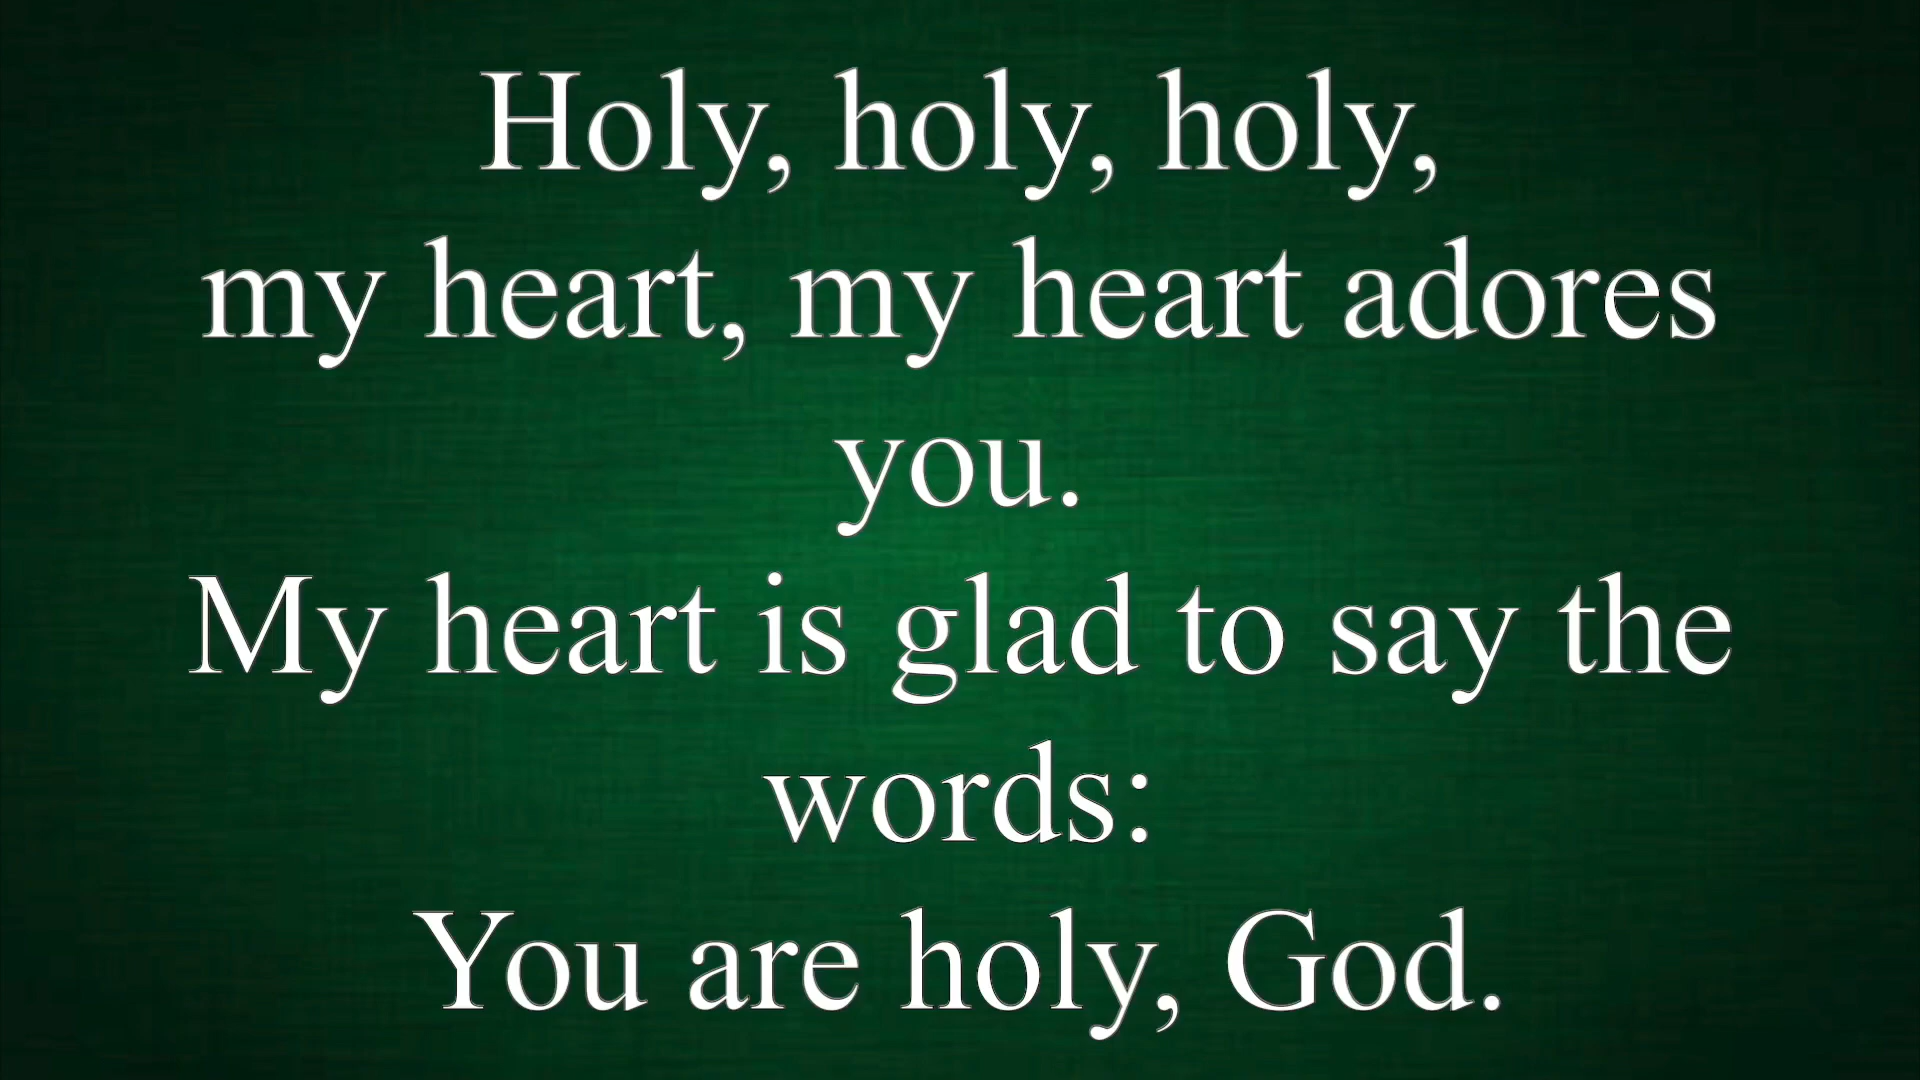 Holy, holy, holy,
my heart, my heart adores
you.
My heart is glad to say the
words:
You are holy, God.